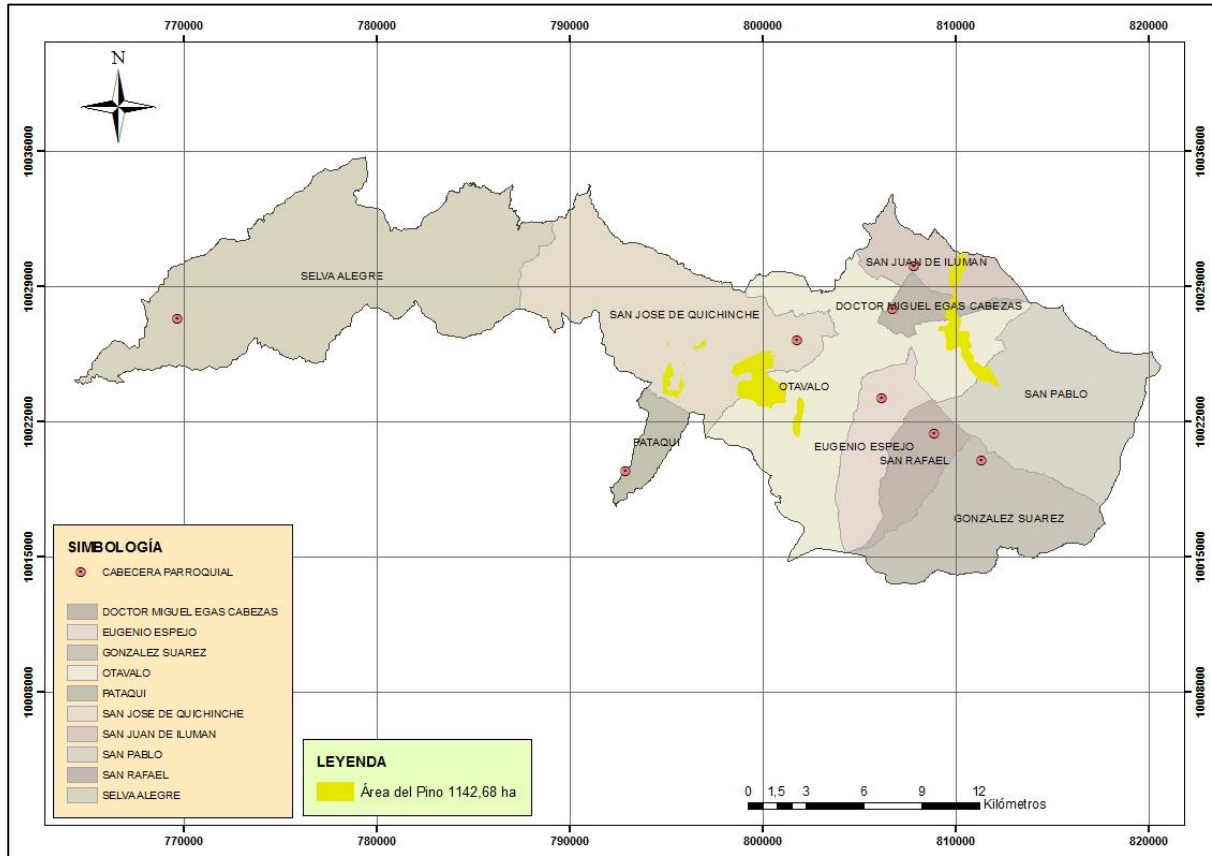 770000 780000 790000 800000 810000 820000
N
10036000 10036000
SELVA ALEGRE
SAN JUAN DE ILUMAN
10029000 10029000
DOCTOR MIGUEL EGAS CABEZAS
SAN JOSE DE QUICHINCHE
OTAVALO
SAN PABLO
10022000 10022000
PATAQUI
EUGENIO ESPEJO
SAN RAFAEL
GONZALEZ SUAREZ
10015000 10015000
SIMBOLOGÍA
CABECERA PARROQUIAL
DOCTOR MIGUEL EGAS CABEZAS
EUGENIO ESPEJO
GONZALEZ SUAREZ
OTAVALO
PATAQUI
SAN JOSE DE QUICHINCHE
SAN JUAN DE ILUMAN
SAN PABLO
SAN RAFAEL
SELVA ALEGRE
10008000 10008000
LEYENDA
Área del Pino 1142,68 ha
0 1,5 3 6 9 12
Kilómetros
770000 780000 790000 800000 810000 820000